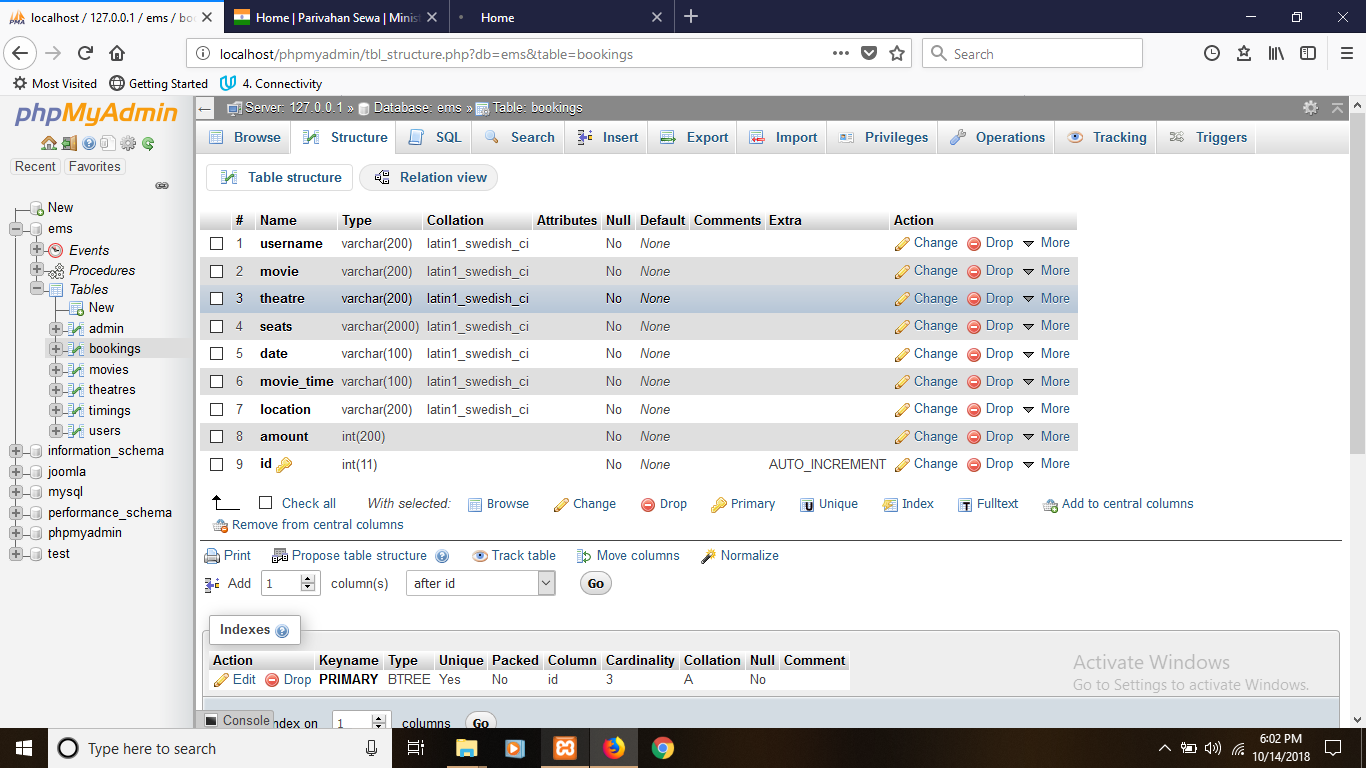 localhost / 127.0.0.1 / ems / bo
Home | Parivahan Sewa | Minis
Home
localhost/phpmyadmin/tbl_structure.php?db=ems&table=bookings
Search
Most Visited Getting Started 4. Connectivity
phpMyAdmin
Recent Favorites
New
ems
Events
Procedures
Tables
New
admin
bookings
movies
theatres
timings
users
information_schema
joomla
mysql
performance_schema
phpmyadmin
test
Server: 127.0.0.1 » Database: ems » Table: bookings
Browse Structure SQL Search Insert Export Import Privileges Operations Tracking Triggers
Table structure Relation view
# Name Type Collation Attributes Null Default Comments Extra Action
1 username varchar(200) latin1_swedish_ci No None Change Drop More
2 movie varchar(200) latin1_swedish_ci No None Change Drop More
3 theatre varchar(200) latin1_swedish_ci No None Change Drop More
4 seats varchar(2000) latin1_swedish_ci No None Change Drop More
5 date varchar(100) latin1_swedish_ci No None Change Drop More
6 movie_time varchar(100) latin1_swedish_ci No None Change Drop More
7 location varchar(200) latin1_swedish_ci No None Change Drop More
8 amount int(200) No None Change Drop More
9 id int(11) No None AUTO_INCREMENT Change Drop More
Check all With selected: Browse Change Drop Primary Unique Index Fulltext Add to central columns
Remove from central columns
Print Propose table structure Track table Move columns Normalize
Add 1 column(s) after id Go
Indexes
Action Keyname Type Unique Packed Column Cardinality Collation Null Comment
Edit Drop PRIMARY BTREE Yes No id 3 A No
Console ndex on 1 columns Go
Activate Windows
Go to Settings to activate Windows.
Type here to search
6:02 PM
10/14/2018